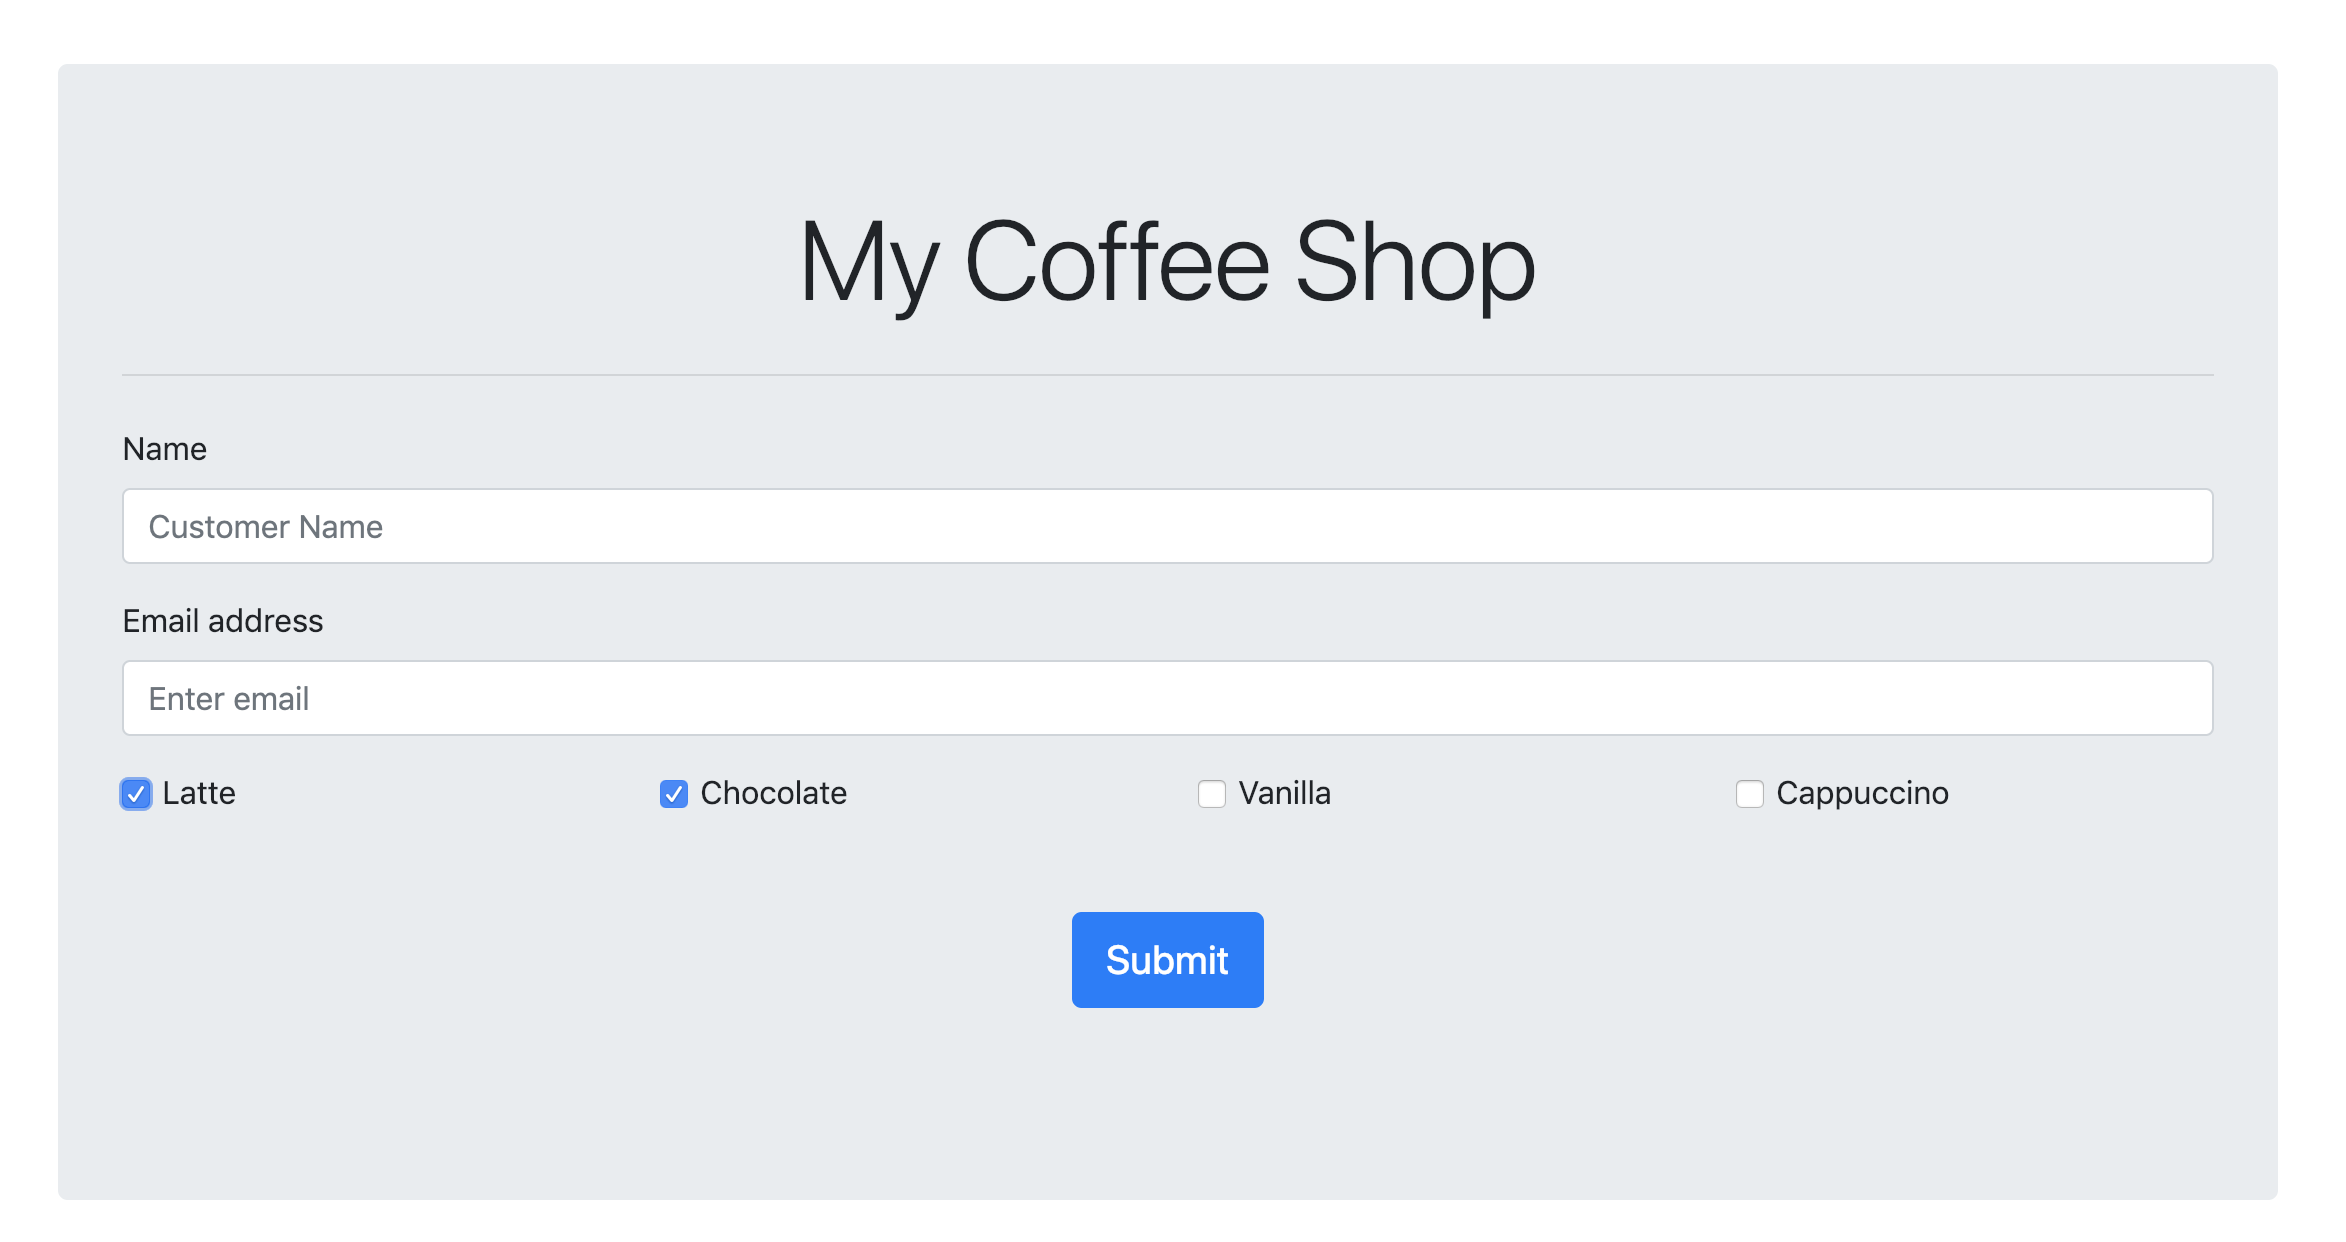 My Coffee Shop
Name
Customer Name
Email address
Enter email
Latte Chocolate Vanilla Cappuccino
Submit